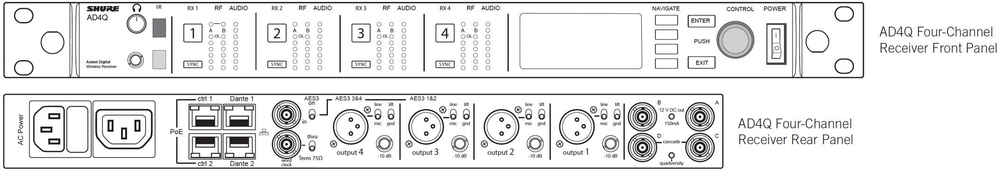 SHURE
AD4Q
IR
Axient Digital
Wireless Receiver
RX 1 RF AUDIO
1
A B
OL
SYNC
RX 2 RF AUDIO
2
A B
OL
SYNC
RX 3 RF AUDIO
3
A B
OL
SYNC
RX 4 RF AUDIO
4
A B
OL
SYNC
NAVIGATE
ENTER
PUSH
EXIT
CONTROL
POWER
AD4Q Four-Channel
Receiver Front Panel
AC Power
PoE
ctrl 1 Dante 1
ctrl 2 Dante 2
AES3
on
in
thru
Term 75Ω
word
clock
AES3 3&4
AES3 1&2
line lift
mic gnd
output 4
-10 dB
line lift
mic gnd
output 3
-10 dB
line lift
mic gnd
output 2
-10 dB
line lift
mic gnd
output 1
-10 dB
B A
12 V DC out
150mA
D C
cascade
quadversity
AD4Q Four-Channel
Receiver Rear Panel